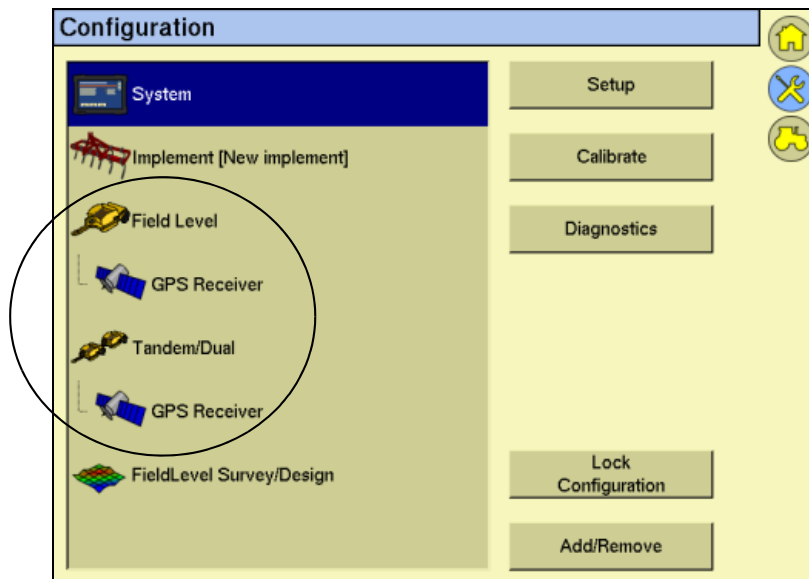 Configuration
System
Implement [New implement]
Field Level
GPS Receiver
Tandem/Dual
GPS Receiver
FieldLevel Survey/Design
Setup
Calibrate
Diagnostics
Lock
Configuration
Add/Remove